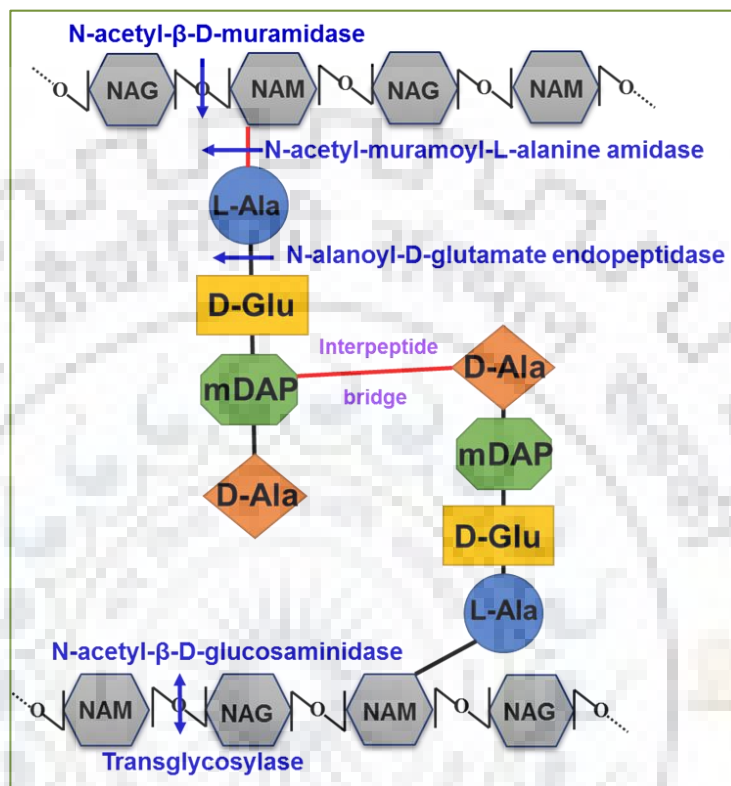 N-acetyl-β-D-muramidase
O NAG O NAM O NAG O NAM O
N-acetyl-muramoyl-L-alanine amidase
L-Ala
N-alanoyl-D-glutamate endopeptidase
D-Glu
Interpeptide
D-Ala
mDAP
bridge
mDAP
D-Ala
D-Glu
L-Ala
N-acetyl-β-D-glucosaminidase
O NAM O NAG O NAM O NAG O
Transglycosylase